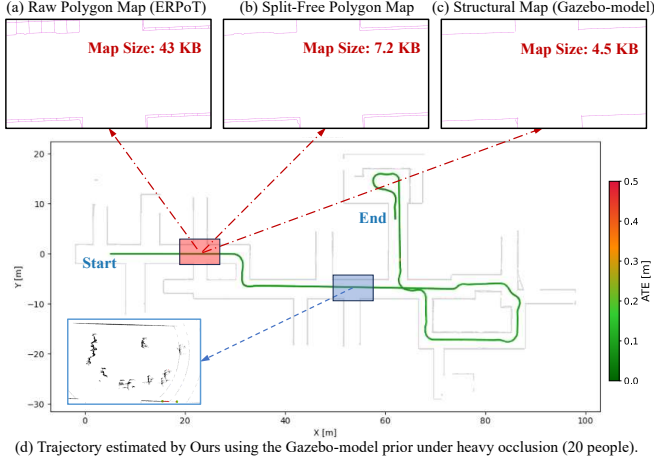 (a) Raw Polygon Map (ERPoT)
(b) Split-Free Polygon Map
(c) Structural Map (Gazebo-model)
Map Size: 43 KB
Map Size: 7.2 KB
Map Size: 4.5 KB
20
10
0
−10
−20
−30
Y [m]
Start
End
0
20
40
60
80
100
X [m]
0.5
0.4
0.3
0.2
0.1
0.0
ATE [m]
(d) Trajectory estimated by Ours using the Gazebo-model prior under heavy occlusion (20 people).